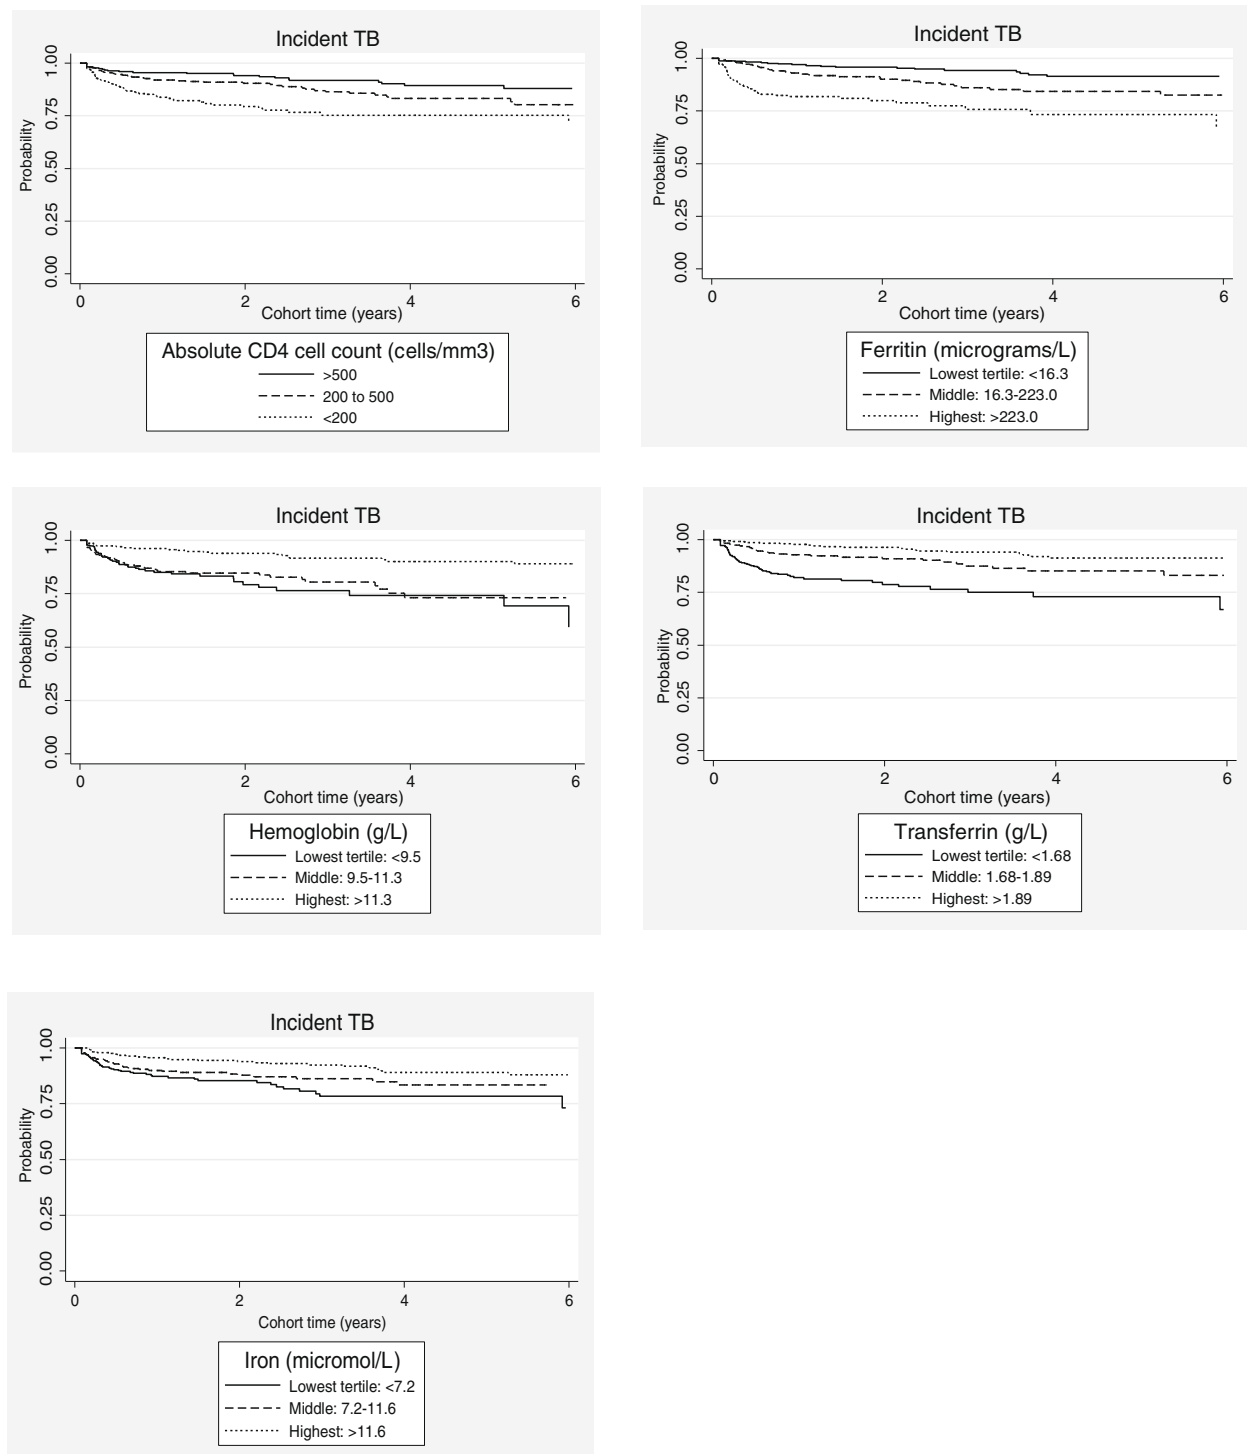 Incident TB
Probability
1.00
0.75
0.50
0.25
0.00
0 2 4 6
Cohort time (years)
Absolute CD4 cell count (cells/mm3)
>500
200 to 500
<200
Incident TB
Probability
1.00
0.75
0.50
0.25
0.00
0 2 4 6
Cohort time (years)
Ferritin (micrograms/L)
Lowest tertile: <16.3
Middle: 16.3-223.0
Highest: >223.0
Incident TB
Probability
1.00
0.75
0.50
0.25
0.00
0 2 4 6
Cohort time (years)
Hemoglobin (g/L)
Lowest tertile: <9.5
Middle: 9.5-11.3
Highest: >11.3
Incident TB
Probability
1.00
0.75
0.50
0.25
0.00
0 2 4 6
Cohort time (years)
Transferrin (g/L)
Lowest tertile: <1.68
Middle: 1.68-1.89
Highest: >1.89
Incident TB
Probability
1.00
0.75
0.50
0.25
0.00
0 2 4 6
Cohort time (years)
Iron (micromol/L)
Lowest tertile: <7.2
Middle: 7.2-11.6
Highest: >11.6